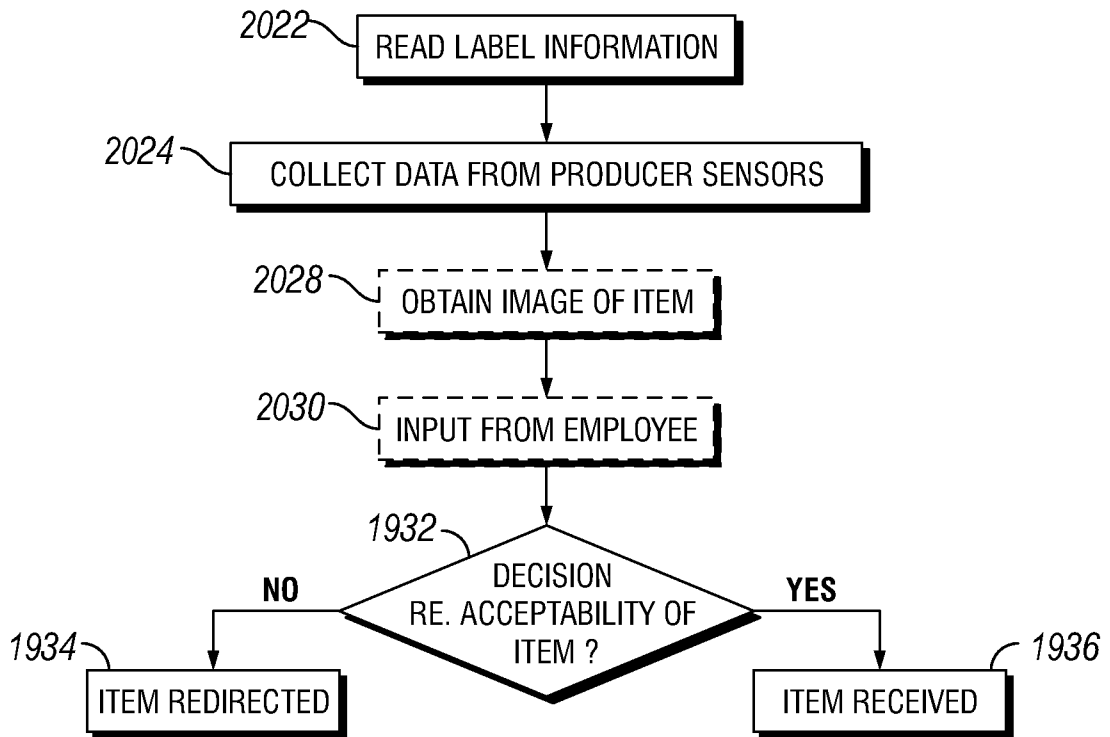 2022
READ LABEL INFORMATION
2024
COLLECT DATA FROM PRODUCER SENSORS
2028
OBTAIN IMAGE OF ITEM
2030
INPUT FROM EMPLOYEE
1932
DECISION
RE. ACCEPTABILITY OF
ITEM ?
NO
YES
1934
ITEM REDIRECTED
1936
ITEM RECEIVED